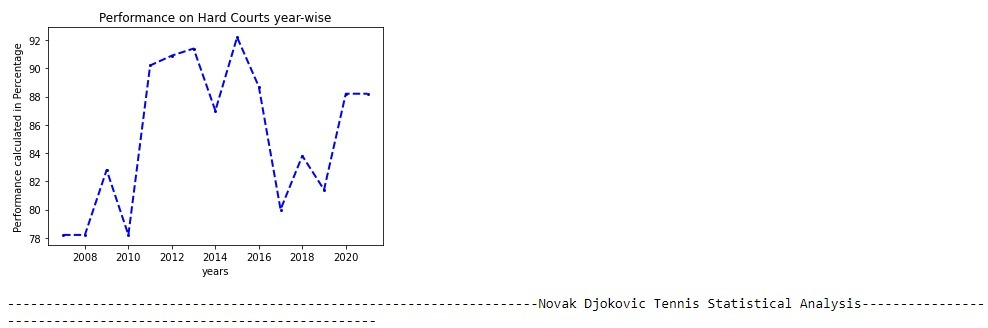 Performance on Hard Courts year-wise
Performance calculated in Percentage
92
90
88
86
84
82
80
78
2008 2010 2012 2014 2016 2018 2020
years
---------------------------------------------------------------------Novak Djokovic Tennis Statistical Analysis----------------
------------------------------------------------